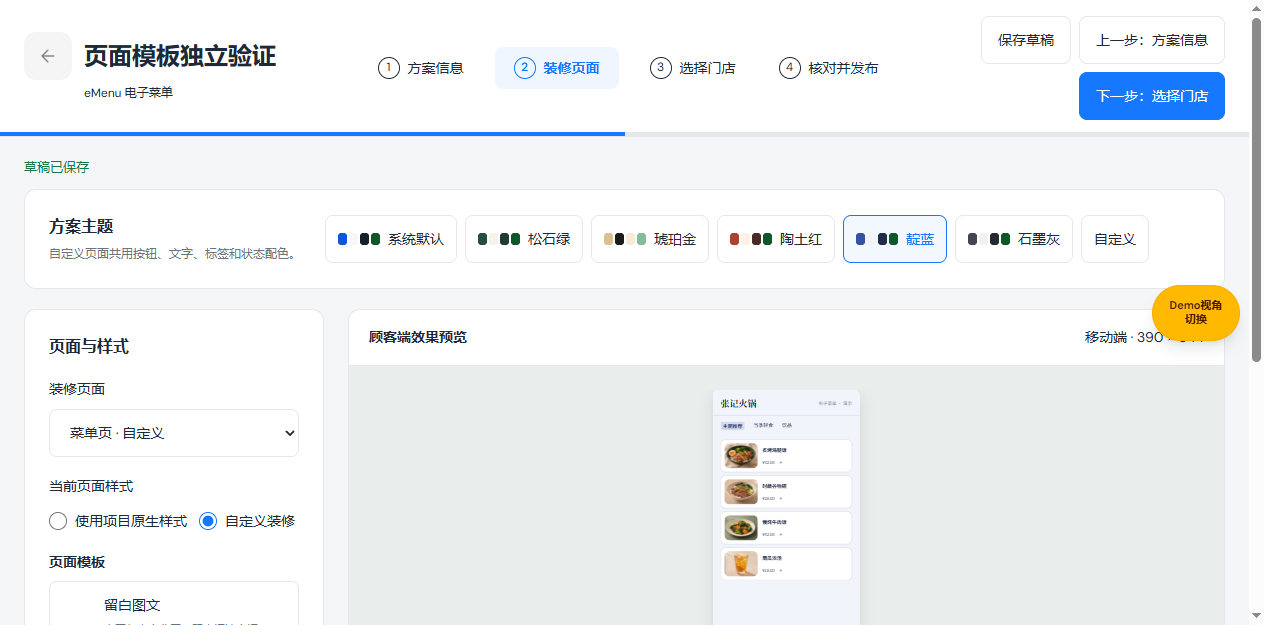 页面模板独立验证
eMenu 电子菜单
1 方案信息
2 装修页面
3 选择门店
4 核对并发布
保存草稿
上一步：方案信息
下一步：选择门店
草稿已保存
方案主题
自定义页面共用按钮、文字、标签和状态配色。
系统默认
松石绿
琥珀金
陶土红
靛蓝
石墨灰
自定义
Demo视角
切换
页面与样式
装修页面
菜单页 · 自定义
当前页面样式
使用项目原生样式
自定义装修
页面模板
留白图文
顾客端效果预览
移动端 · 390
张记火锅